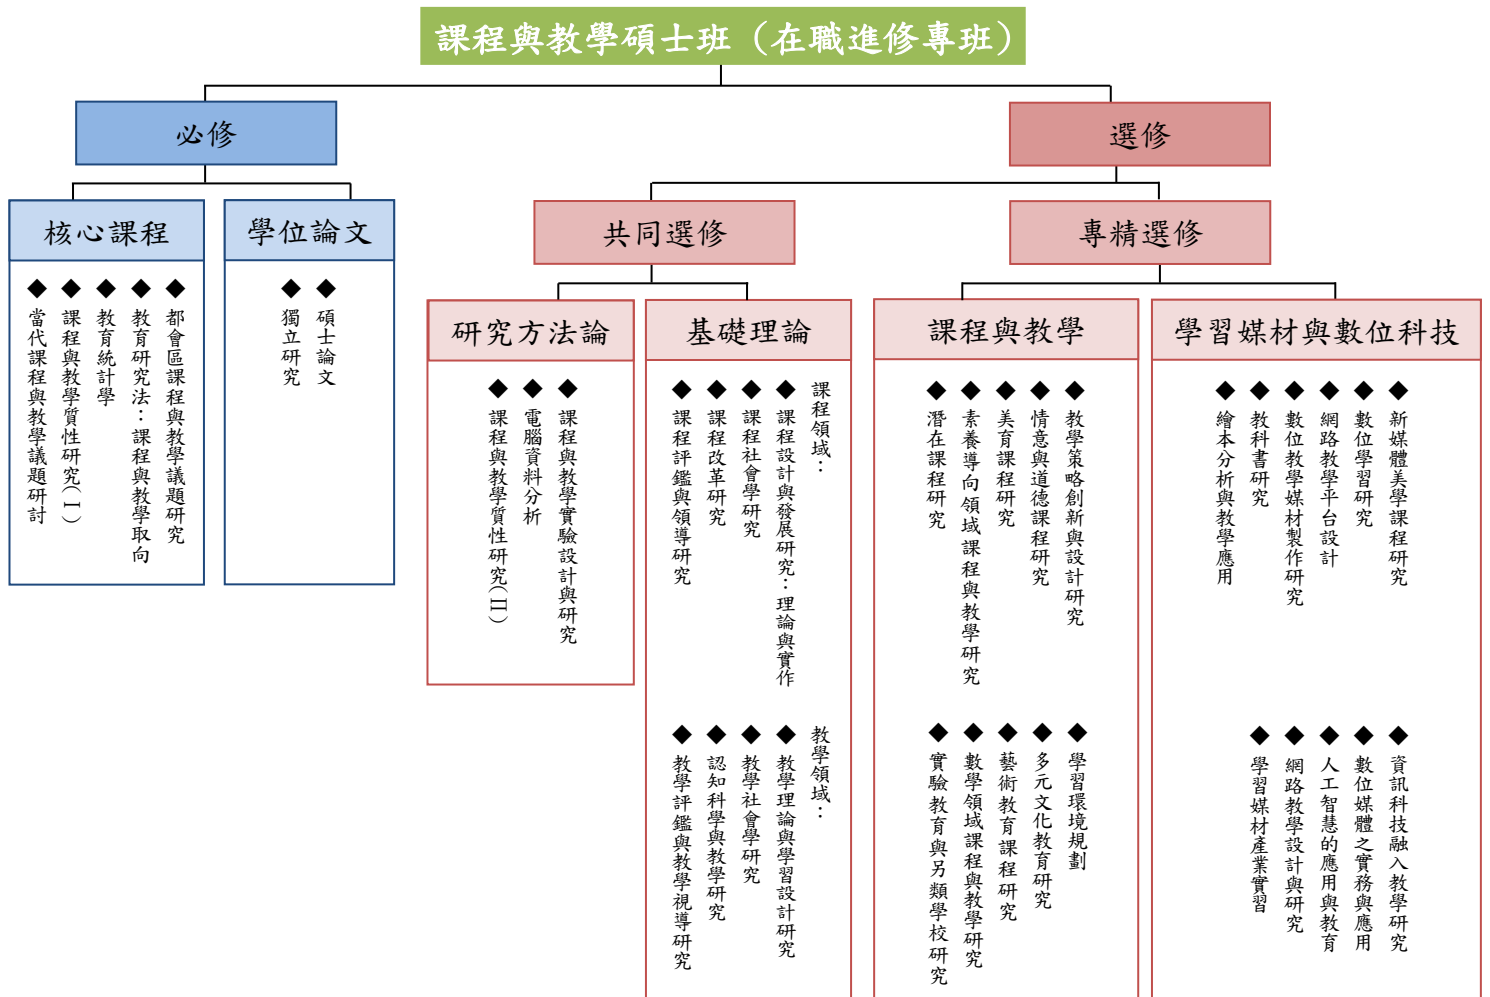 課程與教學碩士班（在職進修專班）
必修
選修
核心課程
學位論文
共同選修
專精選修
研究方法論
基礎理論
課程與教學
學習媒材與數位科技
◆都會區課程與教學議題研究
◆教育研究法：課程與教學取向
◆教育統計學
◆課程與教學質性研究(I)
◆當代課程與教學議題研討
◆碩士論文
◆獨立研究
◆課程與教學實驗設計與研究
◆電腦資料分析
◆課程與教學質性研究(II)
課程領域：
◆課程設計與發展研究：理論與實作
◆課程社會學研究
◆課程改革研究
◆課程評鑑與領導研究
教學領域：
◆教學理論與學習設計研究
◆教學社會學研究
◆認知科學與教學研究
◆教學評鑑與教學視導研究
◆教學策略創新與設計研究
◆情意與道德課程研究
◆美育課程研究
◆素養導向領域課程與教學研究
◆潛在課程研究
◆學習環境規劃
◆多元文化教育研究
◆藝術教育課程研究
◆數學領域課程與教學研究
◆實驗教育與另類學校研究
◆新媒體美學課程研究
◆數位學習研究
◆網路教學平台設計
◆數位教學媒材製作研究
◆教科書研究
◆繪本分析與教學應用
◆資訊科技融入教學研究
◆數位媒體之實務與應用
◆人工智慧的應用與教育
◆網路教學設計與研究
◆學習媒材產業實習